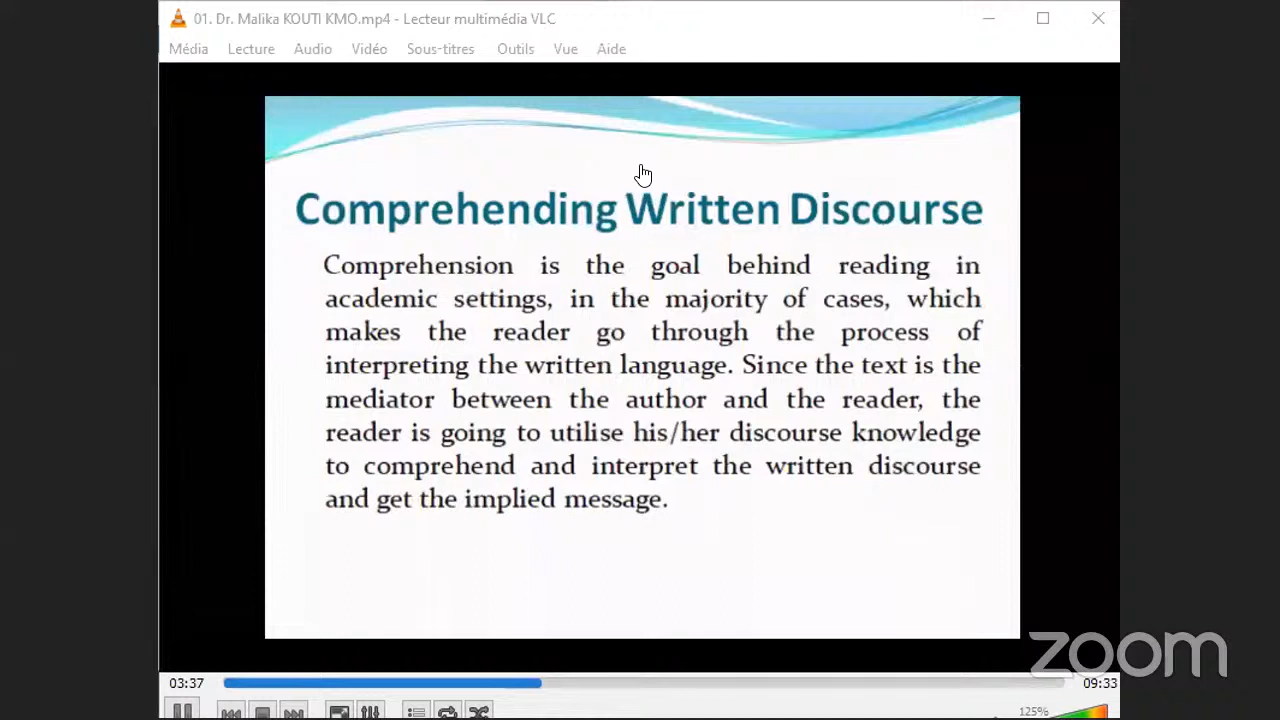 01. Dr. Malika KOUTI KMO.mp4 - Lecteur multimédia VLC
Média Lecture Audio Vidéo Sous-titres Outils Vue Aide
Comprehending Written Discourse
Comprehension is the goal behind reading in
academic settings, in the majority of cases, which
makes the reader go through the process of
interpreting the written language. Since the text is the
mediator between the author and the reader, the
reader is going to utilise his/her discourse knowledge
to comprehend and interpret the written discourse
and get the implied message.
zoom
03:37 09:33
125%